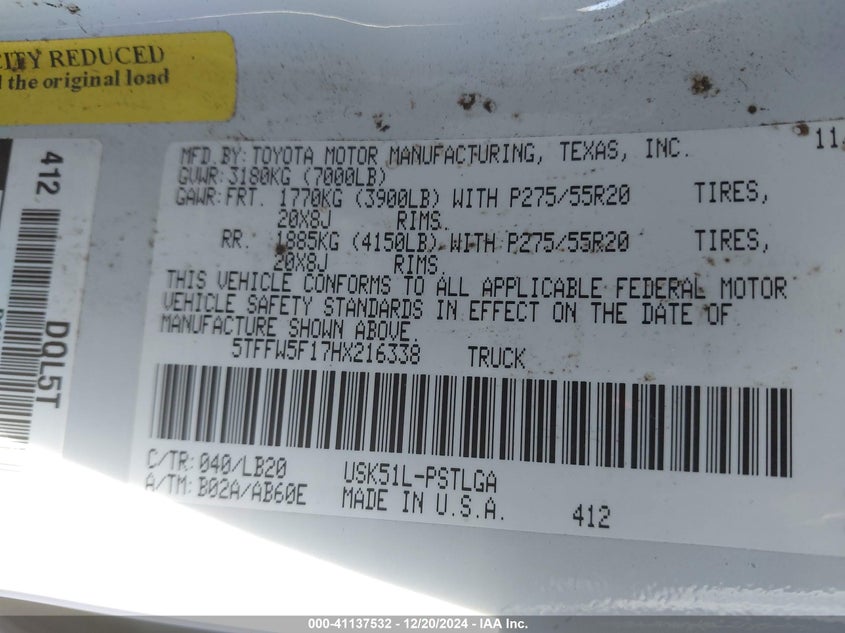 CITY REDUCED
the original load
412
DQL5T
MFD.BY: TOYOTA MOTOR MANUFACTURING, TEXAS, INC. 11
GVWR: 3180KG (7000LB)
GAWR: FRT. 1770KG (3900LB) WITH P275/55R20 TIRES,
20X8J RIMS.
RR. 1885KG (4150LB) WITH P275/55R20 TIRES,
20X8J RIMS.
THIS VEHICLE CONFORMS TO ALL APPLICABLE FEDERAL MOTOR
VEHICLE SAFETY STANDARDS IN EFFECT ON THE DATE OF
MANUFACTURE SHOWN ABOVE.
5TFFW5F17HX216338 TRUCK
C/TR: 040/LB20 USK51L-PSTLGA
A/TM: B02A/AB60E MADE IN U.S.A. 412
000-41137532 - 12/20/2024 - IAA Inc.